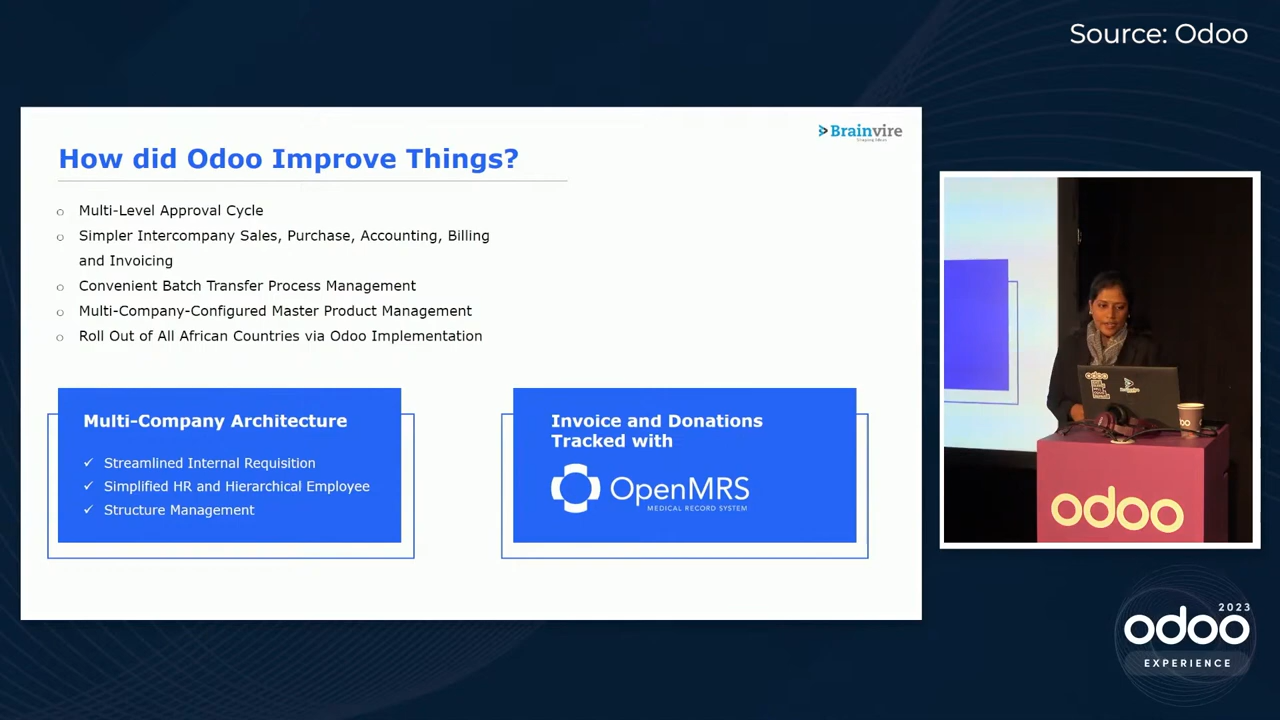 Source: Odoo
Brainvire
How did Odoo Improve Things?
o Multi-Level Approval Cycle
o Simpler Intercompany Sales, Purchase, Accounting, Billing
and Invoicing
o Convenient Batch Transfer Process Management
o Multi-Company-Configured Master Product Management
o Roll Out of All African Countries via Odoo Implementation
Multi-Company Architecture
✓ Streamlined Internal Requisition
✓ Simplified HR and Hierarchical Employee
✓ Structure Management
Invoice and Donations
Tracked with
OpenMRS
MEDICAL RECORD SYSTEM
odoo
odoo
2023
odoo
EXPERIENCE